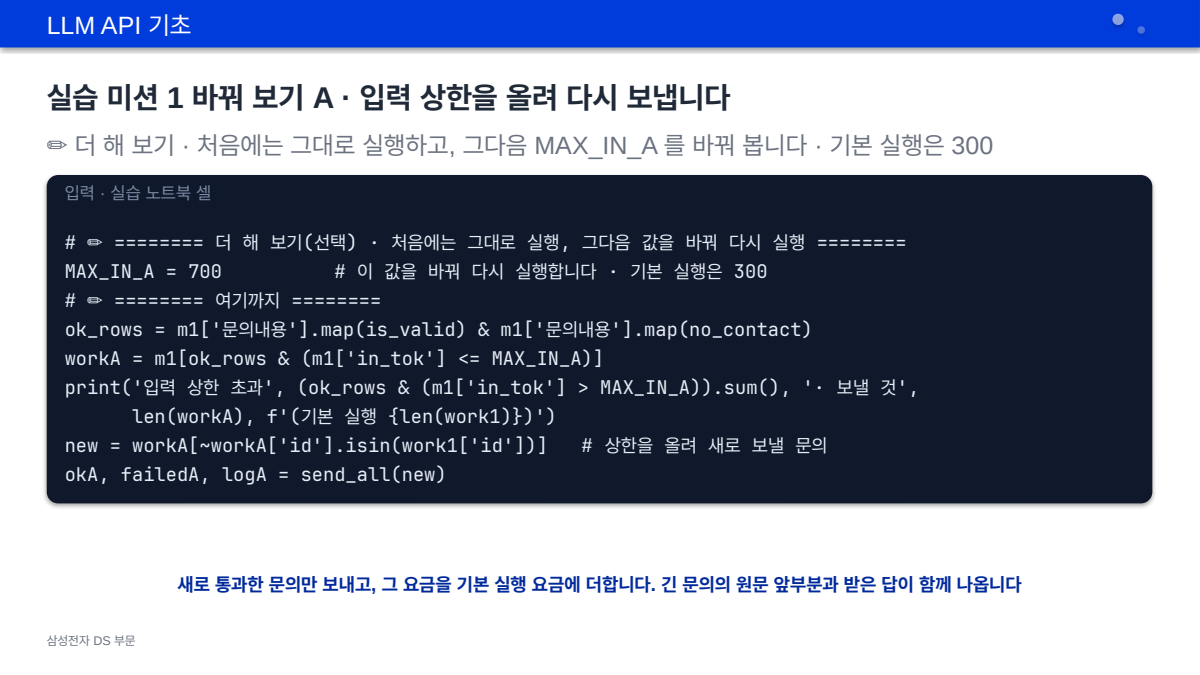 LLM API 기초
실습 미션 1 바꿔 보기 A · 입력 상한을 올려 다시 보냅니다
✏ 더 해 보기 · 처음에는 그대로 실행하고, 그다음 MAX_IN_A 를 바꿔 봅니다 · 기본 실행은 300
입력 · 실습 노트북 셀
# ✏ ======== 더 해 보기(선택) · 처음에는 그대로 실행, 그다음 값을 바꿔 다시 실행 ========
MAX_IN_A = 700          # 이 값을 바꿔 다시 실행합니다 · 기본 실행은 300
# ✏ ======== 여기까지 ========
ok_rows = m1['문의내용'].map(is_valid) & m1['문의내용'].map(no_contact)
workA = m1[ok_rows & (m1['in_tok'] <= MAX_IN_A)]
print('입력 상한 초과', (ok_rows & (m1['in_tok'] > MAX_IN_A)).sum(), '· 보낼 것',
      len(workA), f'(기본 실행 {len(work1)})')
new = workA[~workA['id'].isin(work1['id'])]   # 상한을 올려 새로 보낼 문의
okA, failedA, logA = send_all(new)
새로 통과한 문의만 보내고, 그 요금을 기본 실행 요금에 더합니다. 긴 문의의 원문 앞부분과 받은 답이 함께 나옵니다
삼성전자 DS 부문